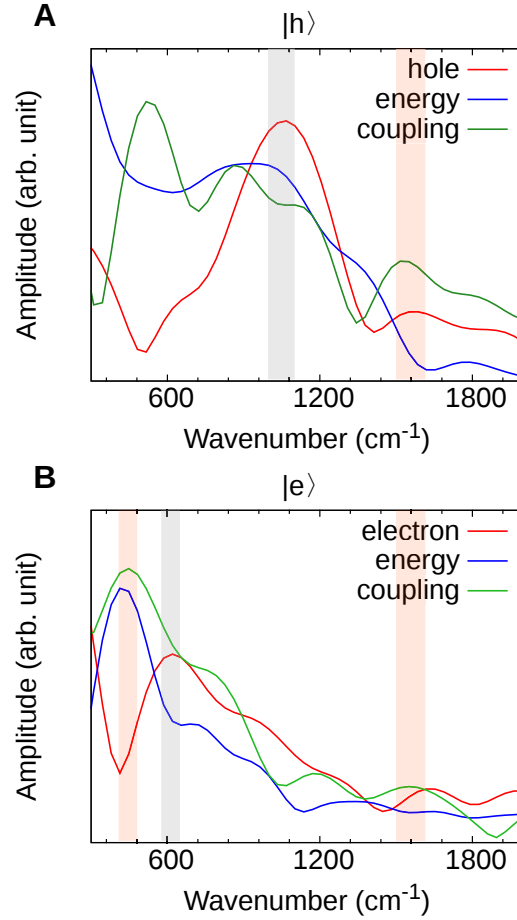 A
|h⟩
hole
energy
coupling
Amplitude (arb. unit)
600 1200 1800
Wavenumber (cm⁻¹)
B
|e⟩
electron
energy
coupling
Amplitude (arb. unit)
600 1200 1800
Wavenumber (cm⁻¹)